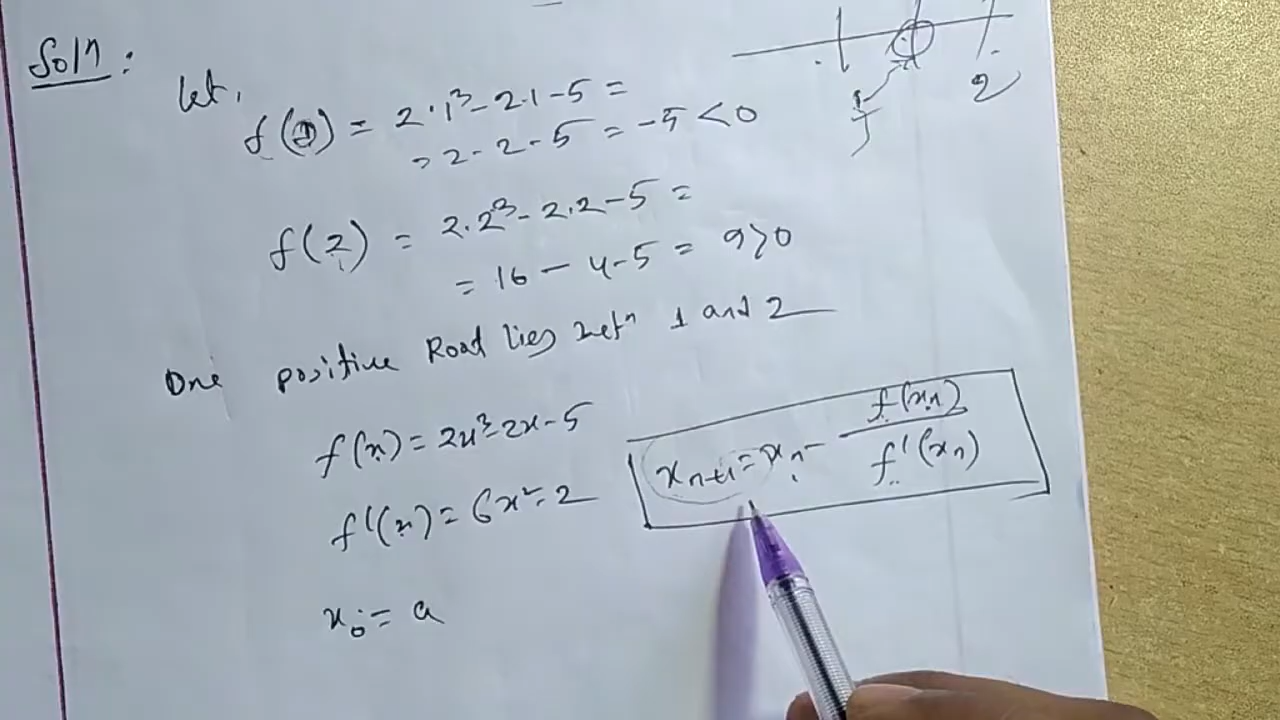 Soln :
Let,
f(1) = 2·1³ - 2·1 - 5 =
= 2 - 2 - 5 = -5 < 0
2
f(2) = 2·2³ - 2·2 - 5 =
= 16 - 4 - 5 = 9 > 0
One positive Root lies betⁿ 1 and 2
f(x) = 2x³ - 2x - 5
f'(x) = 6x² - 2
xₙ₊₁ = xₙ - f(xₙ) / f'(xₙ)
x₀ = a